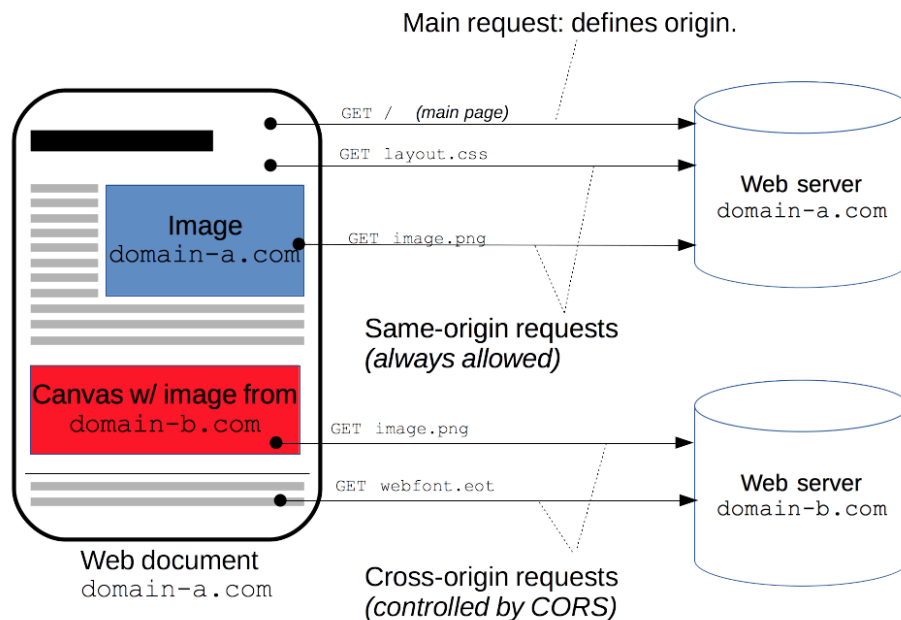 Main request: defines origin.
GET / (main page)
GET layout.css
Image
domain-a.com
GET image.png
Web server
domain-a.com
Same-origin requests
(always allowed)
Canvas w/ image from
domain-b.com
GET image.png
GET webfont.eot
Web server
domain-b.com
Web document
domain-a.com
Cross-origin requests
(controlled by CORS)